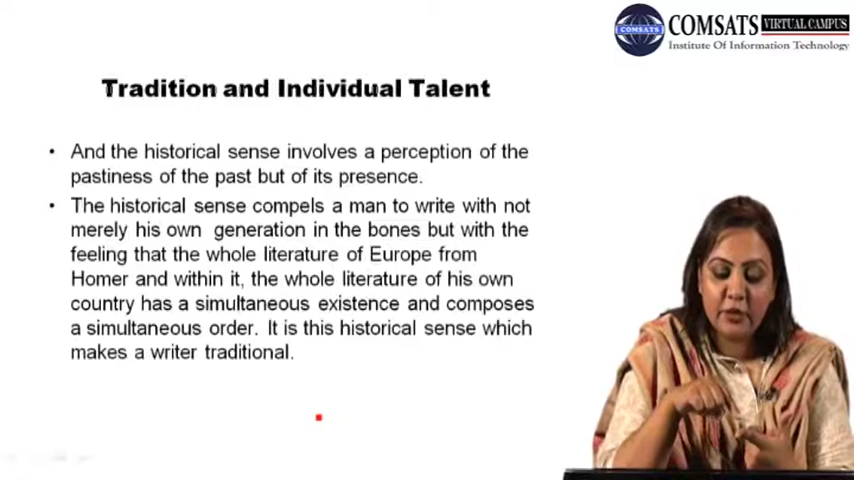 COMSATS VIRTUAL CAMPUS
COMSATS
Institute Of Information Technology
Tradition and Individual Talent
• And the historical sense involves a perception of the
pastiness of the past but of its presence.
• The historical sense compels a man to write with not
merely his own generation in the bones but with the
feeling that the whole literature of Europe from
Homer and within it, the whole literature of his own
country has a simultaneous existence and composes
a simultaneous order. It is this historical sense which
makes a writer traditional.